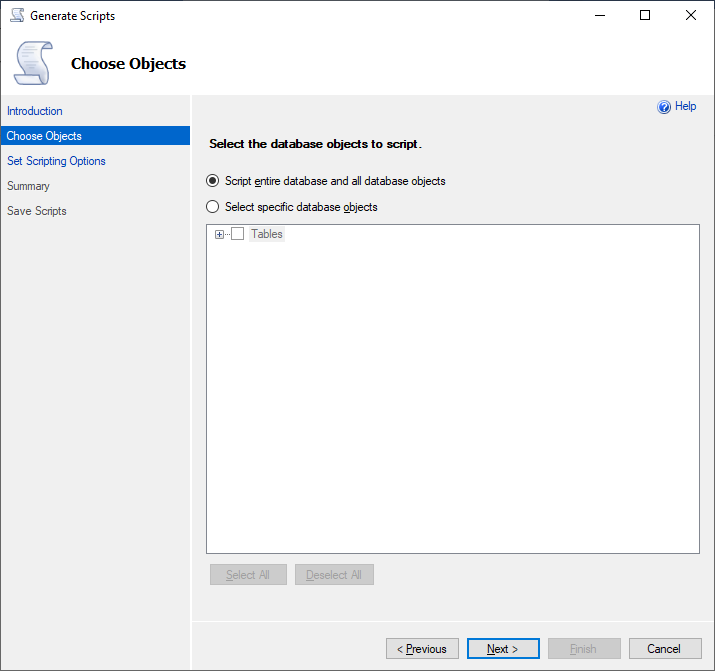 Generate Scripts
Choose Objects
Help
Introduction
Choose Objects
Set Scripting Options
Summary
Save Scripts
Select the database objects to script.
Script entire database and all database objects
Select specific database objects
Tables
Select All
Deselect All
< Previous
Next >
Finish
Cancel